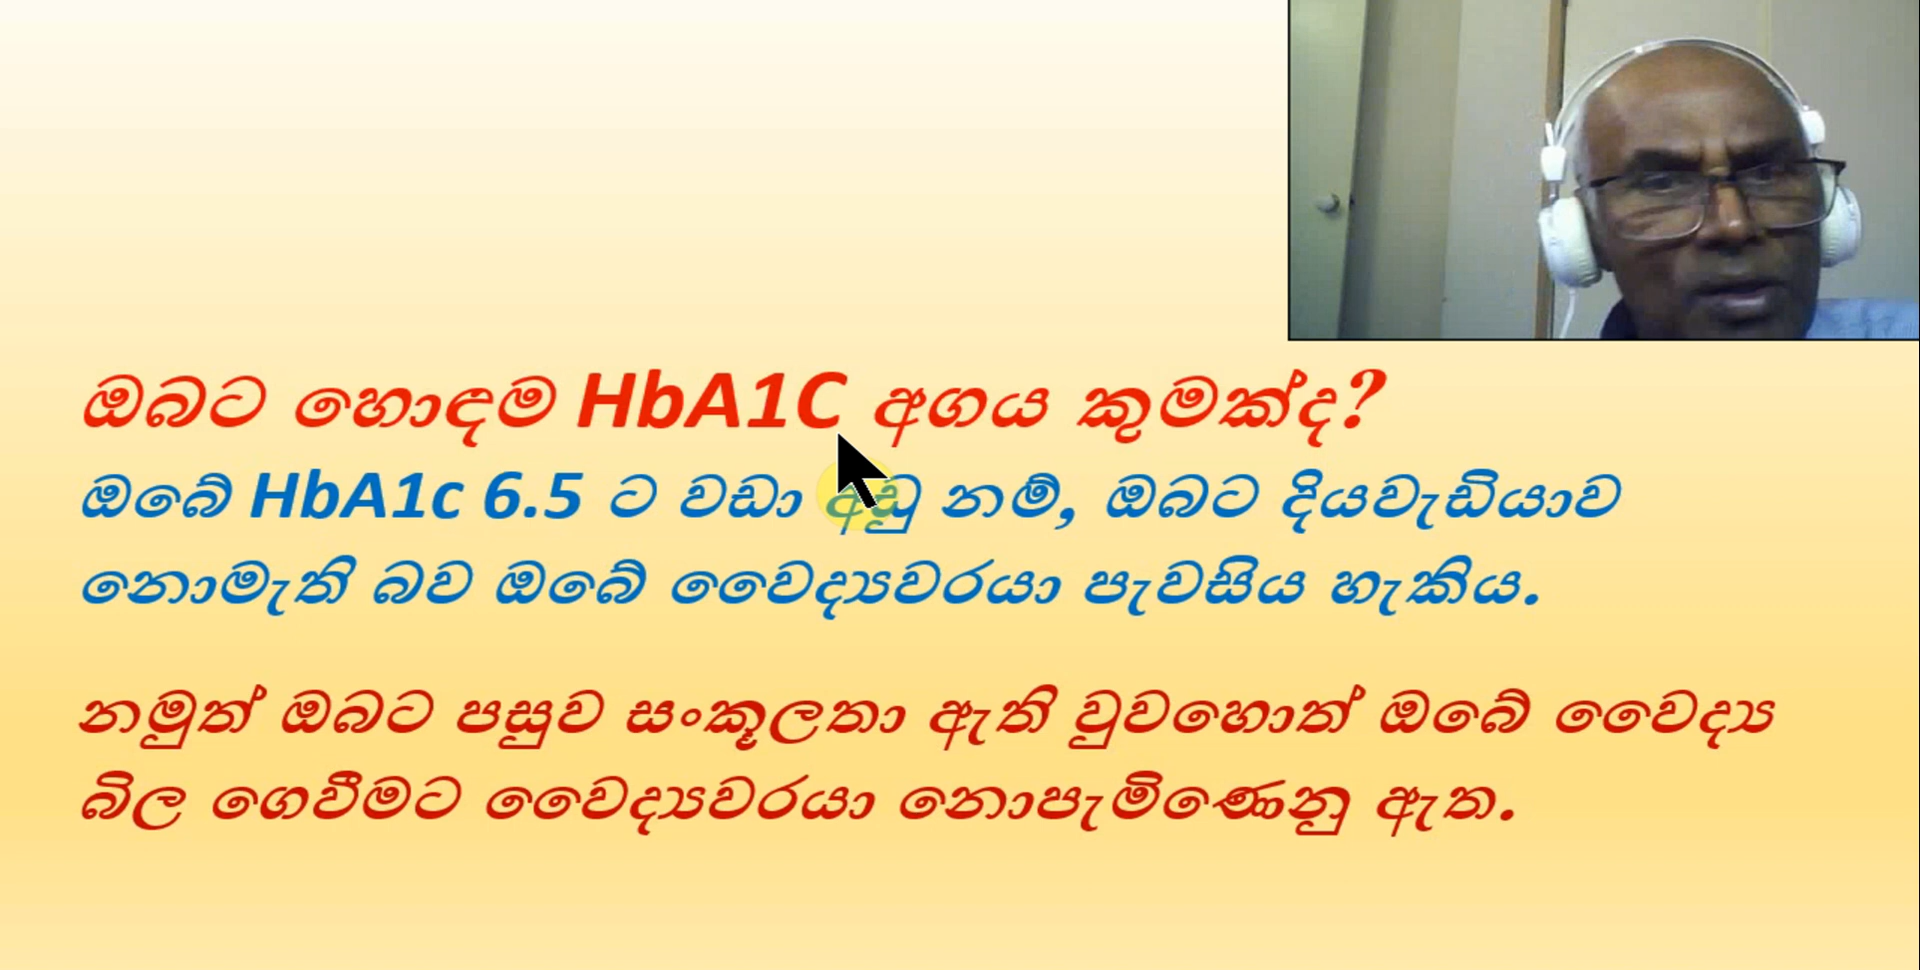 ඔබට හොඳම HbA1C අගය කුමක්ද?
ඔබේ HbA1c 6.5 ට වඩා අඩු නම්, ඔබට දියවැඩියාව
නොමැති බව ඔබේ වෛද්‍යවරයා පැවසිය හැකිය.
නමුත් ඔබට පසුව සංකූලතා ඇති වුවහොත් ඔබේ වෛද්‍ය
බිල ගෙවීමට වෛද්‍යවරයා නොපැමිණෙනු ඇත.